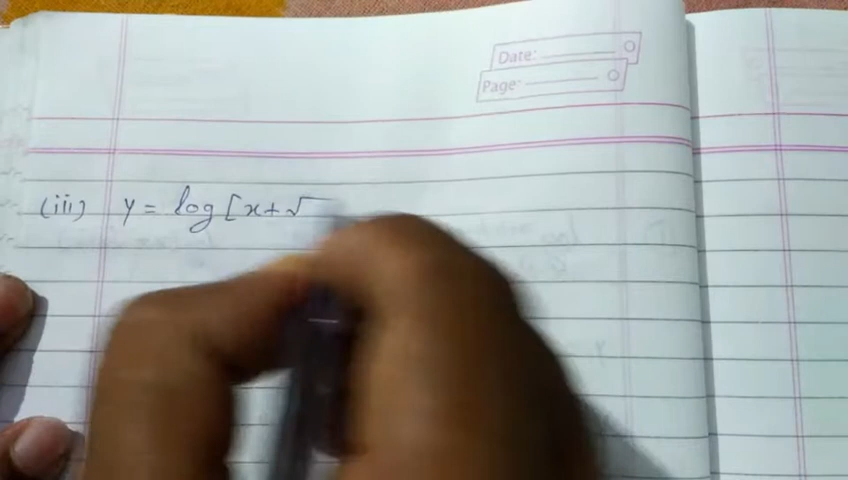 Date:
Page:
(iii) y = log [x+√